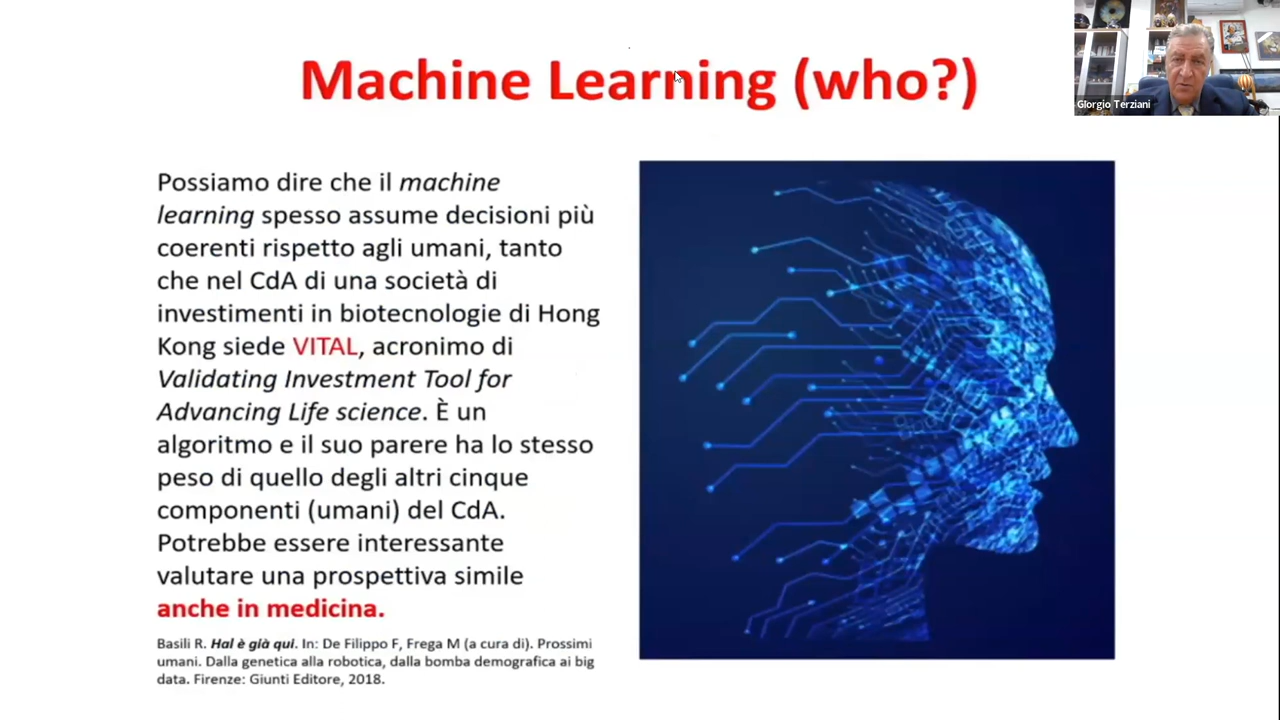 Machine Learning (who?)
Giorgio Terziani
Possiamo dire che il machine
learning spesso assume decisioni più
coerenti rispetto agli umani, tanto
che nel CdA di una società di
investimenti in biotecnologie di Hong
Kong siede VITAL, acronimo di
Validating Investment Tool for
Advancing Life science. È un
algoritmo e il suo parere ha lo stesso
peso di quello degli altri cinque
componenti (umani) del CdA.
Potrebbe essere interessante
valutare una prospettiva simile
anche in medicina.
Basili R. Hal è già qui. In: De Filippo F, Frega M (a cura di). Prossimi
umani. Dalla genetica alla robotica, dalla bomba demografica ai big
data. Firenze: Giunti Editore, 2018.